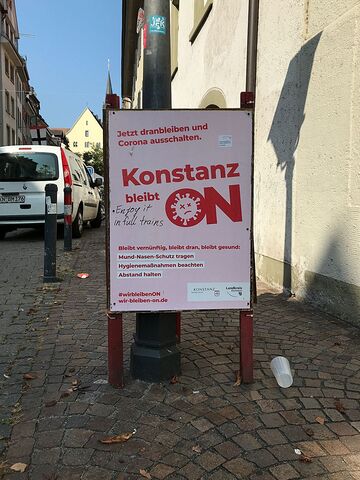 Jetzt dranbleiben und
Corona ausschalten.
Konstanz
bleibt ON
Enjoy it
in full trains
Bleibt vernünftig, bleibt dran, bleibt gesund:
Mund-Nasen-Schutz tragen
Hygienemaßnahmen beachten
Abstand halten
#wirbleibenON
wir-bleiben-on.de
KONSTANZ
Landkreis